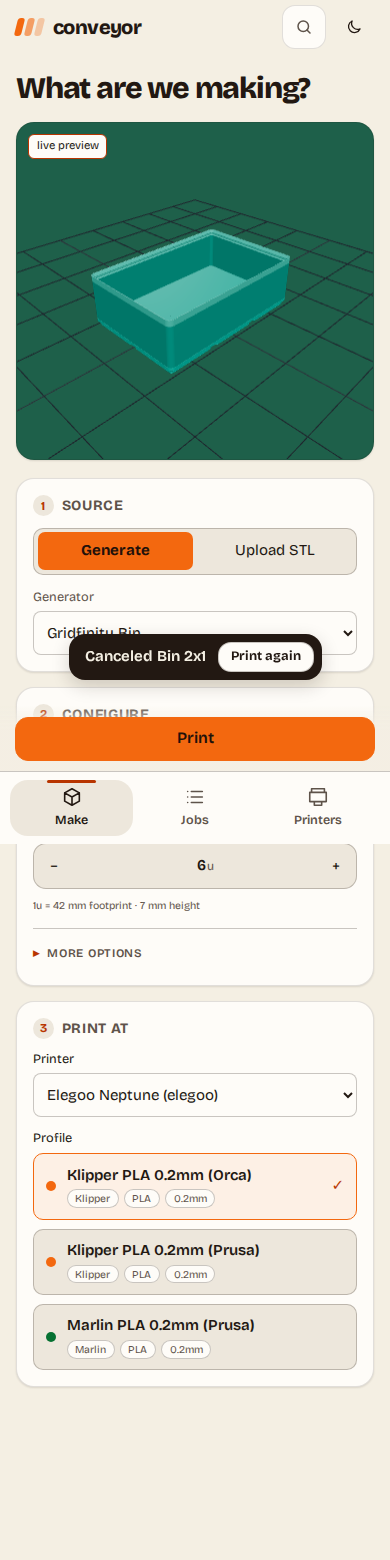 conveyor
What are we making?
live preview
1 SOURCE
Generate Upload STL
Generator
Gridfinity Bin
Canceled Bin 2x1 Print again
2 CONFIGURE
Print
Make Jobs Printers
− 6u +
1u = 42 mm footprint · 7 mm height
▶ MORE OPTIONS
3 PRINT AT
Printer
Elegoo Neptune (elegoo)
Profile
Klipper PLA 0.2mm (Orca) ✓
Klipper PLA 0.2mm
Klipper PLA 0.2mm (Prusa)
Klipper PLA 0.2mm
Marlin PLA 0.2mm (Prusa)
Marlin PLA 0.2mm